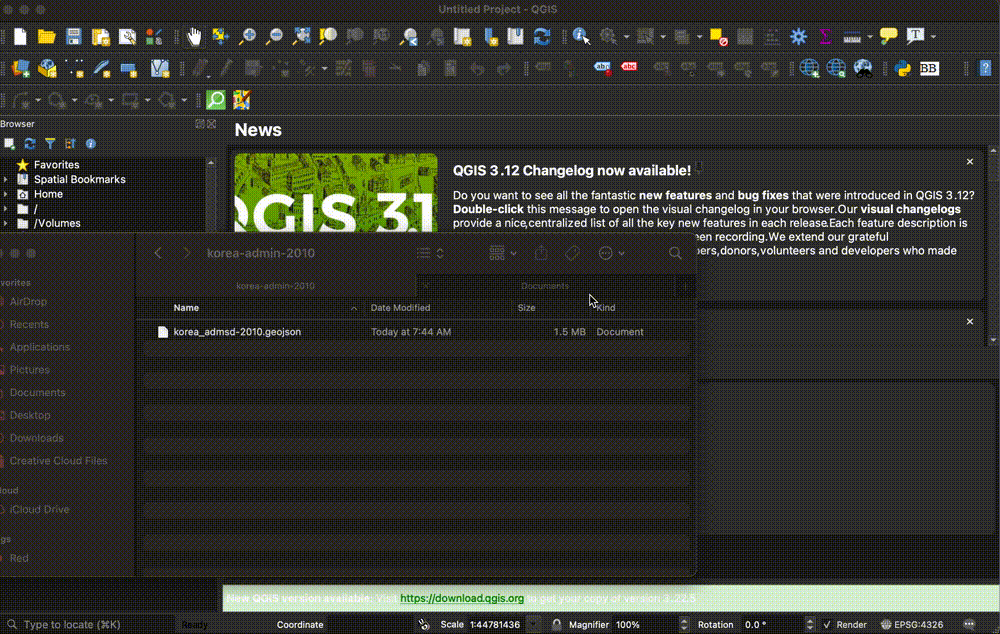 Untitled Project - QGIS
abc
abc
BB
?
Browser
News
Favorites
Spatial Bookmarks
Home
/
/Volumes
QGIS 3.1
QGIS 3.12 Changelog now available!
Do you want to see all the fantastic new features and bug fixes that were introduced in QGIS 3.12?
Double-click this message to open the visual changelog in your browser.Our visual changelogs
provide a nice,centralized list of all the key new features in each release.Each feature description is
en recording.We extend our grateful
pers,donors,volunteers and developers who made
korea-admin-2010
korea-admin-2010
Documents
vorites
AirDrop
Recents
Applications
Pictures
Documents
Desktop
Downloads
Creative Cloud Files
loud
iCloud Drive
gs
Red
Name
Date Modified
Size
Kind
korea_admsd-2010.geojson
Today at 7:44 AM
1.5 MB
Document
New QGIS version available: Visit https://download.qgis.org to get your copy of version
Type to locate (⌘K)
Ready
Coordinate
Scale 1:44781436
Magnifier 100%
Rotation 0.0 °
Render
EPSG:4326